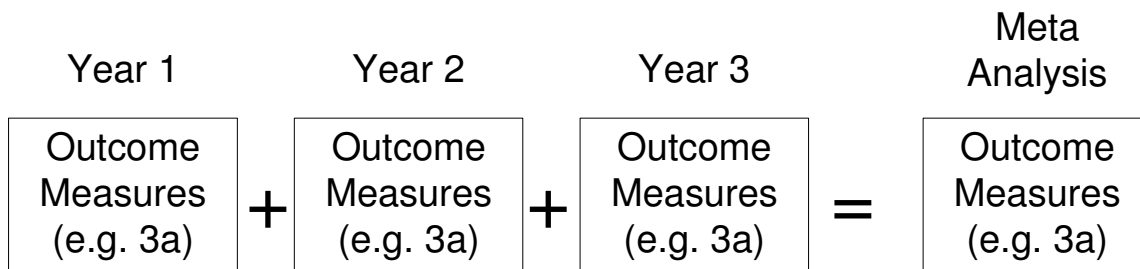 Year 1
Year 2
Year 3
Meta
Analysis
Outcome
Measures
(e.g. 3a)
+
Outcome
Measures
(e.g. 3a)
+
Outcome
Measures
(e.g. 3a)
=
Outcome
Measures
(e.g. 3a)